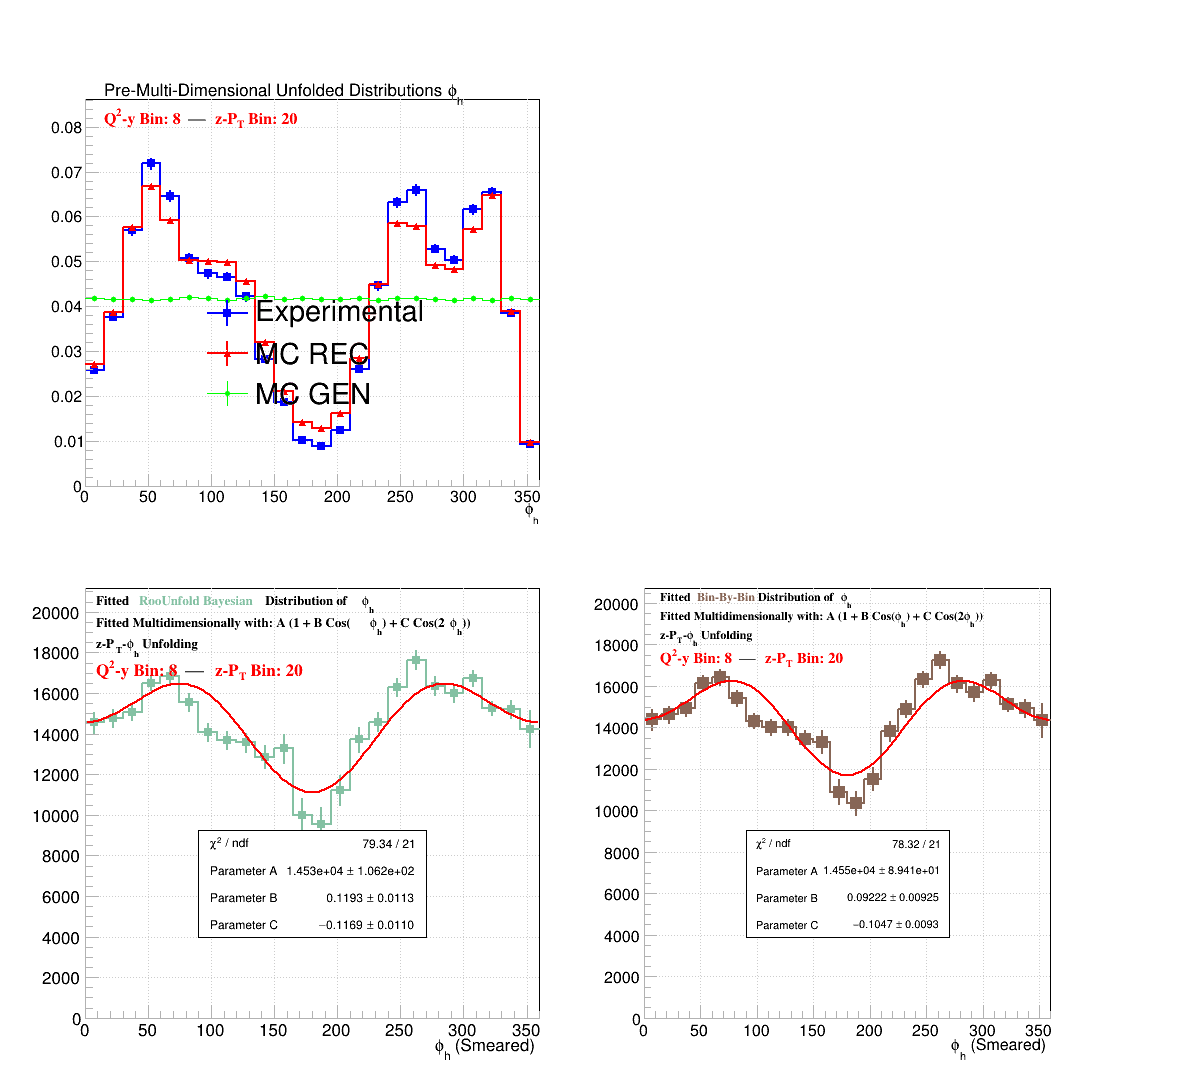 Pre-Multi-Dimensional Unfolded Distributions ϕh
Q²-y Bin: 8 — z-PT Bin: 20
0.08
0.07
0.06
0.05
0.04
0.03
0.02
0.01
0
Experimental
MC REC
MC GEN
0 50 100 150 200 250 300 350
ϕh
Fitted RooUnfold Bayesian Distribution of ϕh
Fitted Multidimensionally with: A (1 + B Cos( ϕh) + C Cos(2 ϕh))
z-PT-ϕh Unfolding
Q²-y Bin: 8 — z-PT Bin: 20
20000
18000
16000
14000
12000
10000
8000
6000
4000
2000
0
χ² / ndf 79.34 / 21
Parameter A 1.453e+04 ± 1.062e+02
Parameter B 0.1193 ± 0.0113
Parameter C −0.1169 ± 0.0110
0 50 100 150 200 250 300 350
ϕh (Smeared)
Fitted Bin-By-Bin Distribution of ϕh
Fitted Multidimensionally with: A (1 + B Cos(ϕh) + C Cos(2ϕh))
z-PT-ϕh Unfolding
Q²-y Bin: 8 — z-PT Bin: 20
20000
18000
16000
14000
12000
10000
8000
6000
4000
2000
0
χ² / ndf 78.32 / 21
Parameter A 1.455e+04 ± 8.941e+01
Parameter B 0.09222 ± 0.00925
Parameter C −0.1047 ± 0.0093
0 50 100 150 200 250 300 350
ϕh (Smeared)